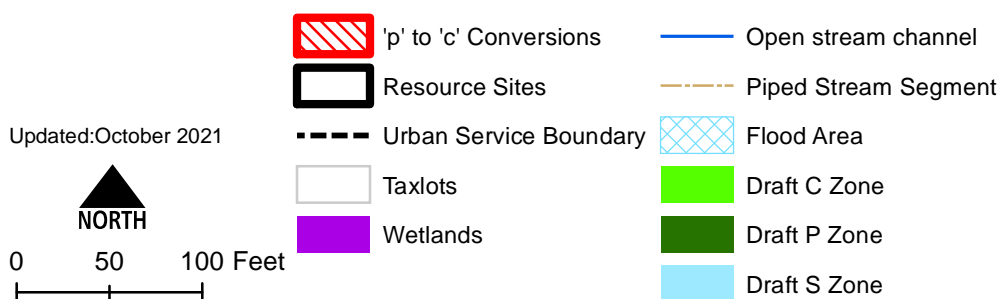 Updated:October 2021
NORTH
0 50 100 Feet
'p' to 'c' Conversions
Resource Sites
Urban Service Boundary
Taxlots
Wetlands
Open stream channel
Piped Stream Segment
Flood Area
Draft C Zone
Draft P Zone
Draft S Zone